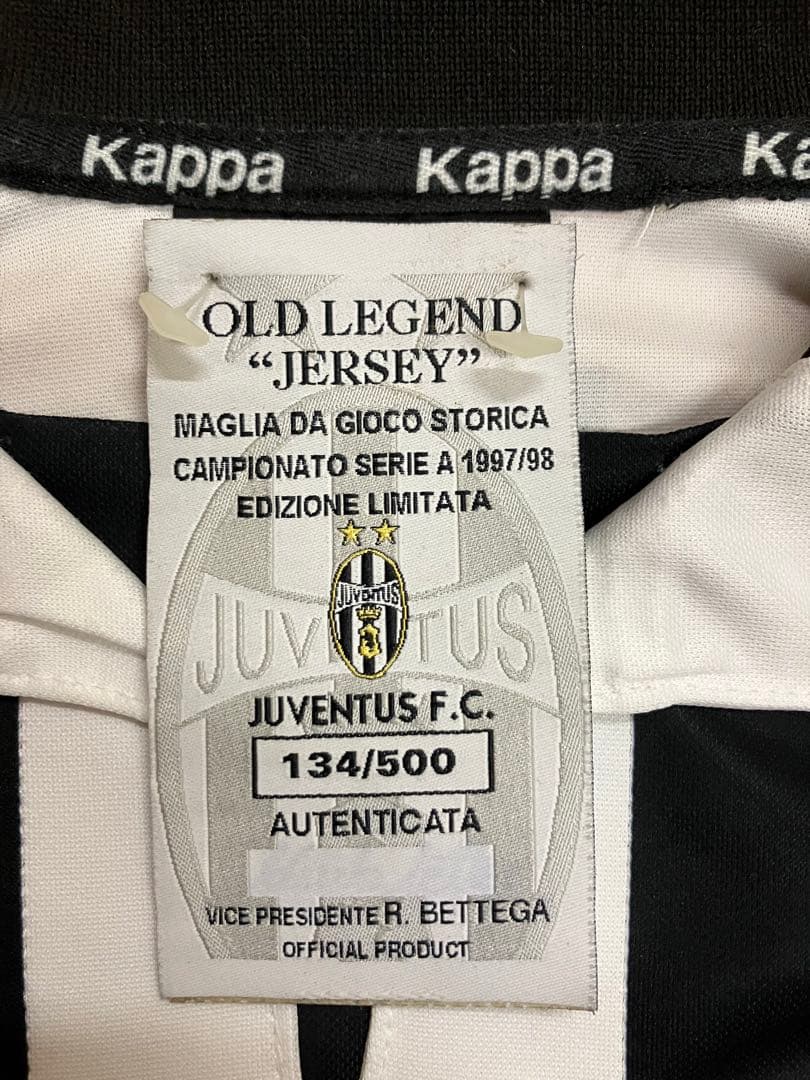 Kappa Kappa Ka
OLD LEGEND
“JERSEY”
MAGLIA DA GIOCO STORICA
CAMPIONATO SERIE A 1997/98
EDIZIONE LIMITATA
JUVENTUS
JUVENTUS
JUVENTUS F.C.
134/500
AUTENTICATA
VICE PRESIDENTE R. BETTEGA
OFFICIAL PRODUCT